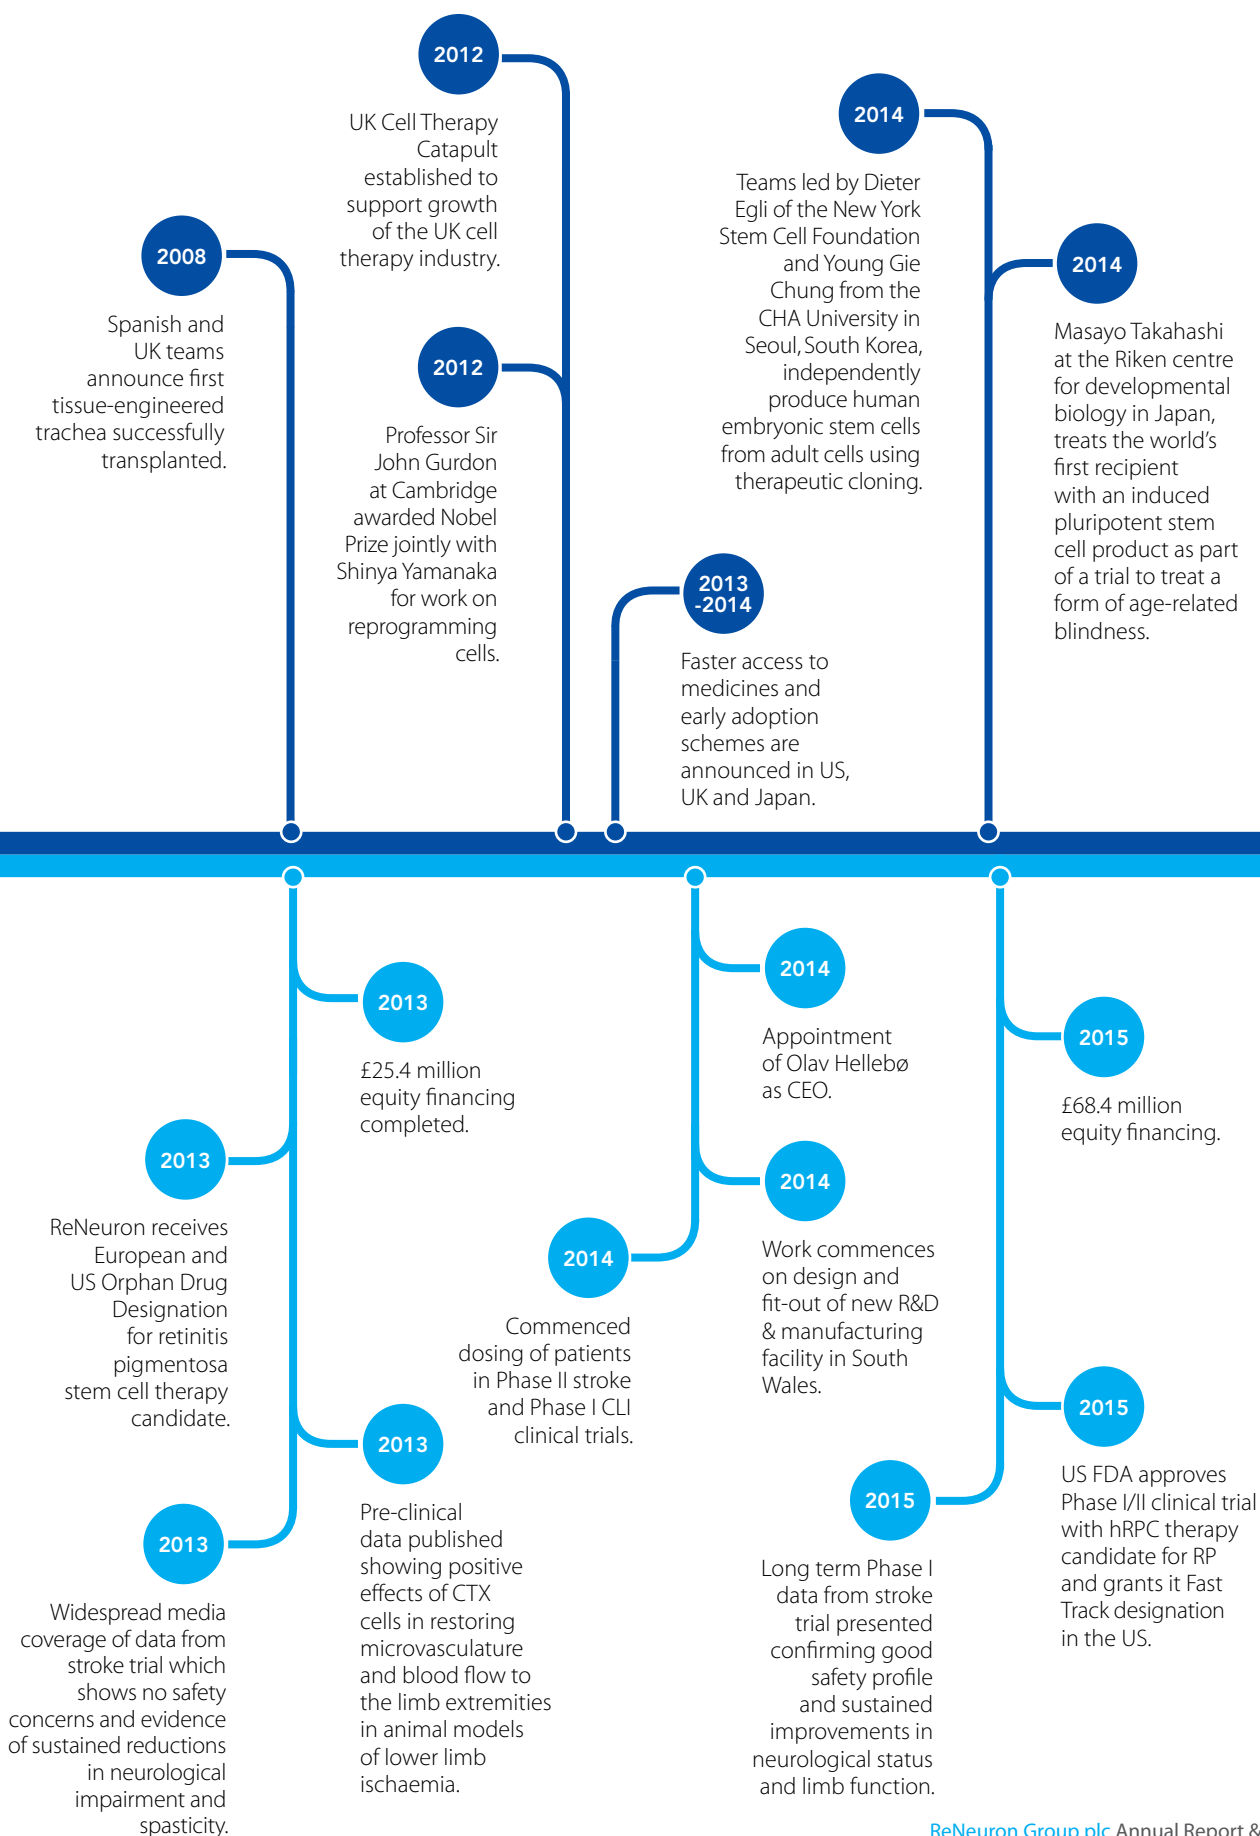 2008
Spanish and
UK teams
announce first
tissue-engineered
trachea successfully
transplanted.
2012
UK Cell Therapy
Catapult
established to
support growth
of the UK cell
therapy industry.
2012
Professor Sir
John Gurdon
at Cambridge
awarded Nobel
Prize jointly with
Shinya Yamanaka
for work on
reprogramming
cells.
2013
-2014
Faster access to
medicines and
early adoption
schemes are
announced in US,
UK and Japan.
2014
Teams led by Dieter
Egli of the New York
Stem Cell Foundation
and Young Gie
Chung from the
CHA University in
Seoul, South Korea,
independently
produce human
embryonic stem cells
from adult cells using
therapeutic cloning.
2014
Masayo Takahashi
at the Riken centre
for developmental
biology in Japan,
treats the world's
first recipient
with an induced
pluripotent stem
cell product as part
of a trial to treat a
form of age-related
blindness.
2013
£25.4 million
equity financing
completed.
2013
ReNeuron receives
European and
US Orphan Drug
Designation
for retinitis
pigmentosa
stem cell therapy
candidate.
2013
Pre-clinical
data published
showing positive
effects of CTX
cells in restoring
microvasculature
and blood flow to
the limb extremities
in animal models
of lower limb
ischaemia.
2013
Widespread media
coverage of data from
stroke trial which
shows no safety
concerns and evidence
of sustained reductions
in neurological
impairment and
spasticity.
2014
Appointment
of Olav Hellebø
as CEO.
2014
Work commences
on design and
fit-out of new R&D
& manufacturing
facility in South
Wales.
2014
Commenced
dosing of patients
in Phase II stroke
and Phase I CLI
clinical trials.
2015
£68.4 million
equity financing.
2015
US FDA approves
Phase I/II clinical trial
with hRPC therapy
candidate for RP
and grants it Fast
Track designation
in the US.
2015
Long term Phase I
data from stroke
trial presented
confirming good
safety profile
and sustained
improvements in
neurological status
and limb function.
ReNeuron Group plc Annual Report &